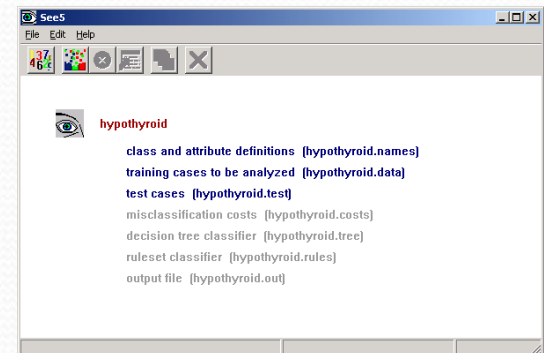 See5
File Edit Help
hypothyroid
class and attribute definitions (hypothyroid.names)
training cases to be analyzed (hypothyroid.data)
test cases (hypothyroid.test)
misclassification costs (hypothyroid.costs)
decision tree classifier (hypothyroid.tree)
ruleset classifier (hypothyroid.rules)
output file (hypothyroid.out)